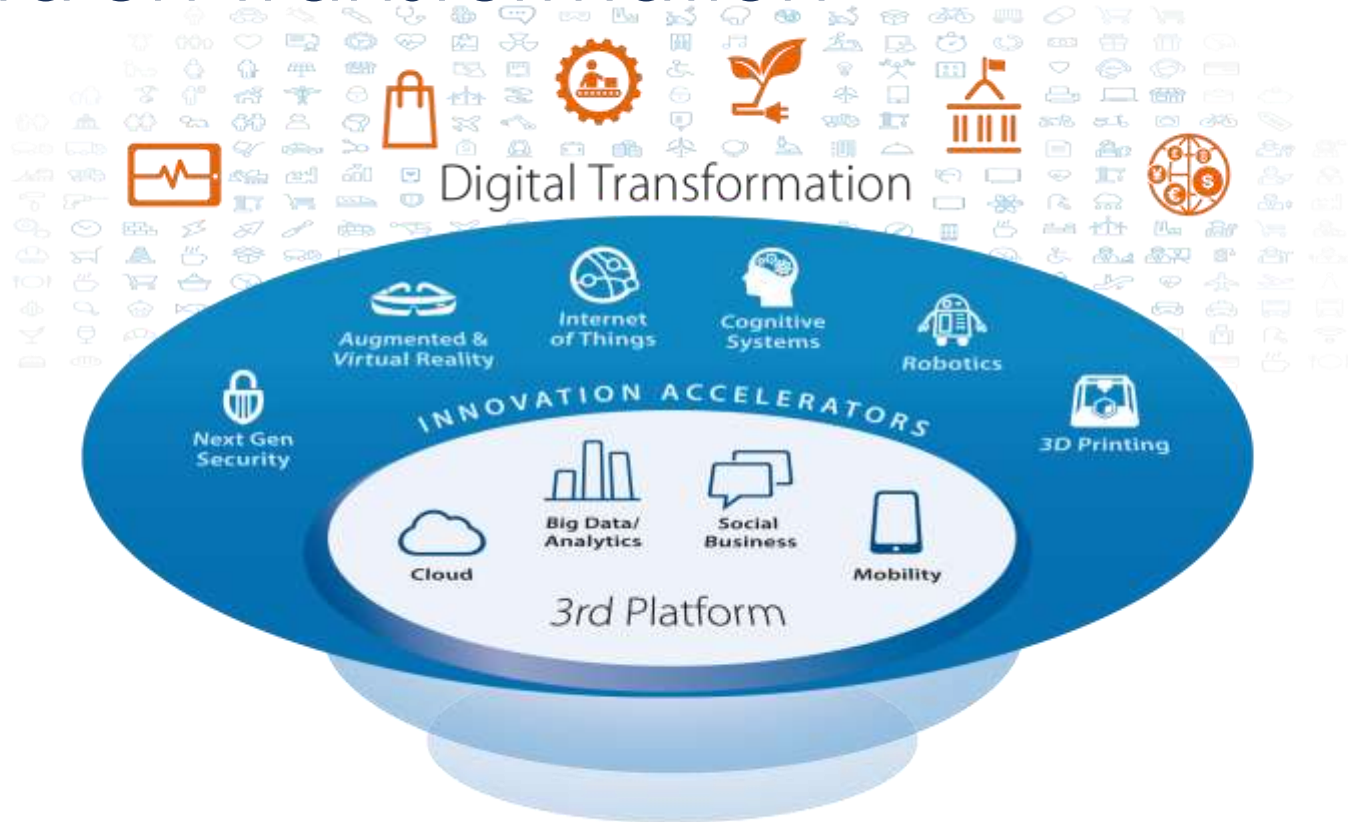 Digital Transformation
Augmented &
Virtual Reality
Internet
of Things
Cognitive
Systems
Robotics
Next Gen
Security
3D Printing
INNOVATION ACCELERATORS
Cloud
Big Data/
Analytics
Social
Business
Mobility
3rd Platform